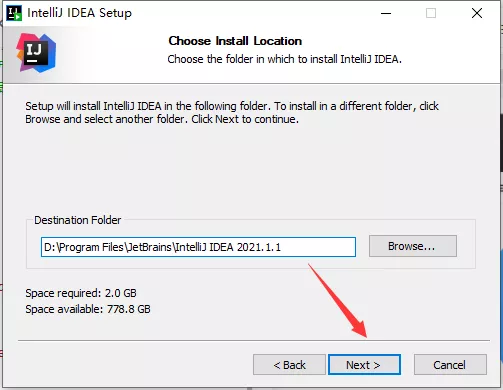 IntelliJ IDEA Setup
IJ
Choose Install Location
Choose the folder in which to install IntelliJ IDEA.
Setup will install IntelliJ IDEA in the following folder. To install in a different folder, click
Browse and select another folder. Click Next to continue.
Destination Folder
D:\Program Files\JetBrains\IntelliJ IDEA 2021.1.1
Browse...
Space required: 2.0 GB
Space available: 778.8 GB
< Back
Next >
Cancel